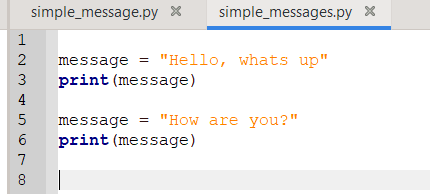 simple_message.py ✕ simple_messages.py ✕
1
2 message = "Hello, whats up"
3 print(message)
4
5 message = "How are you?"
6 print(message)
7
8